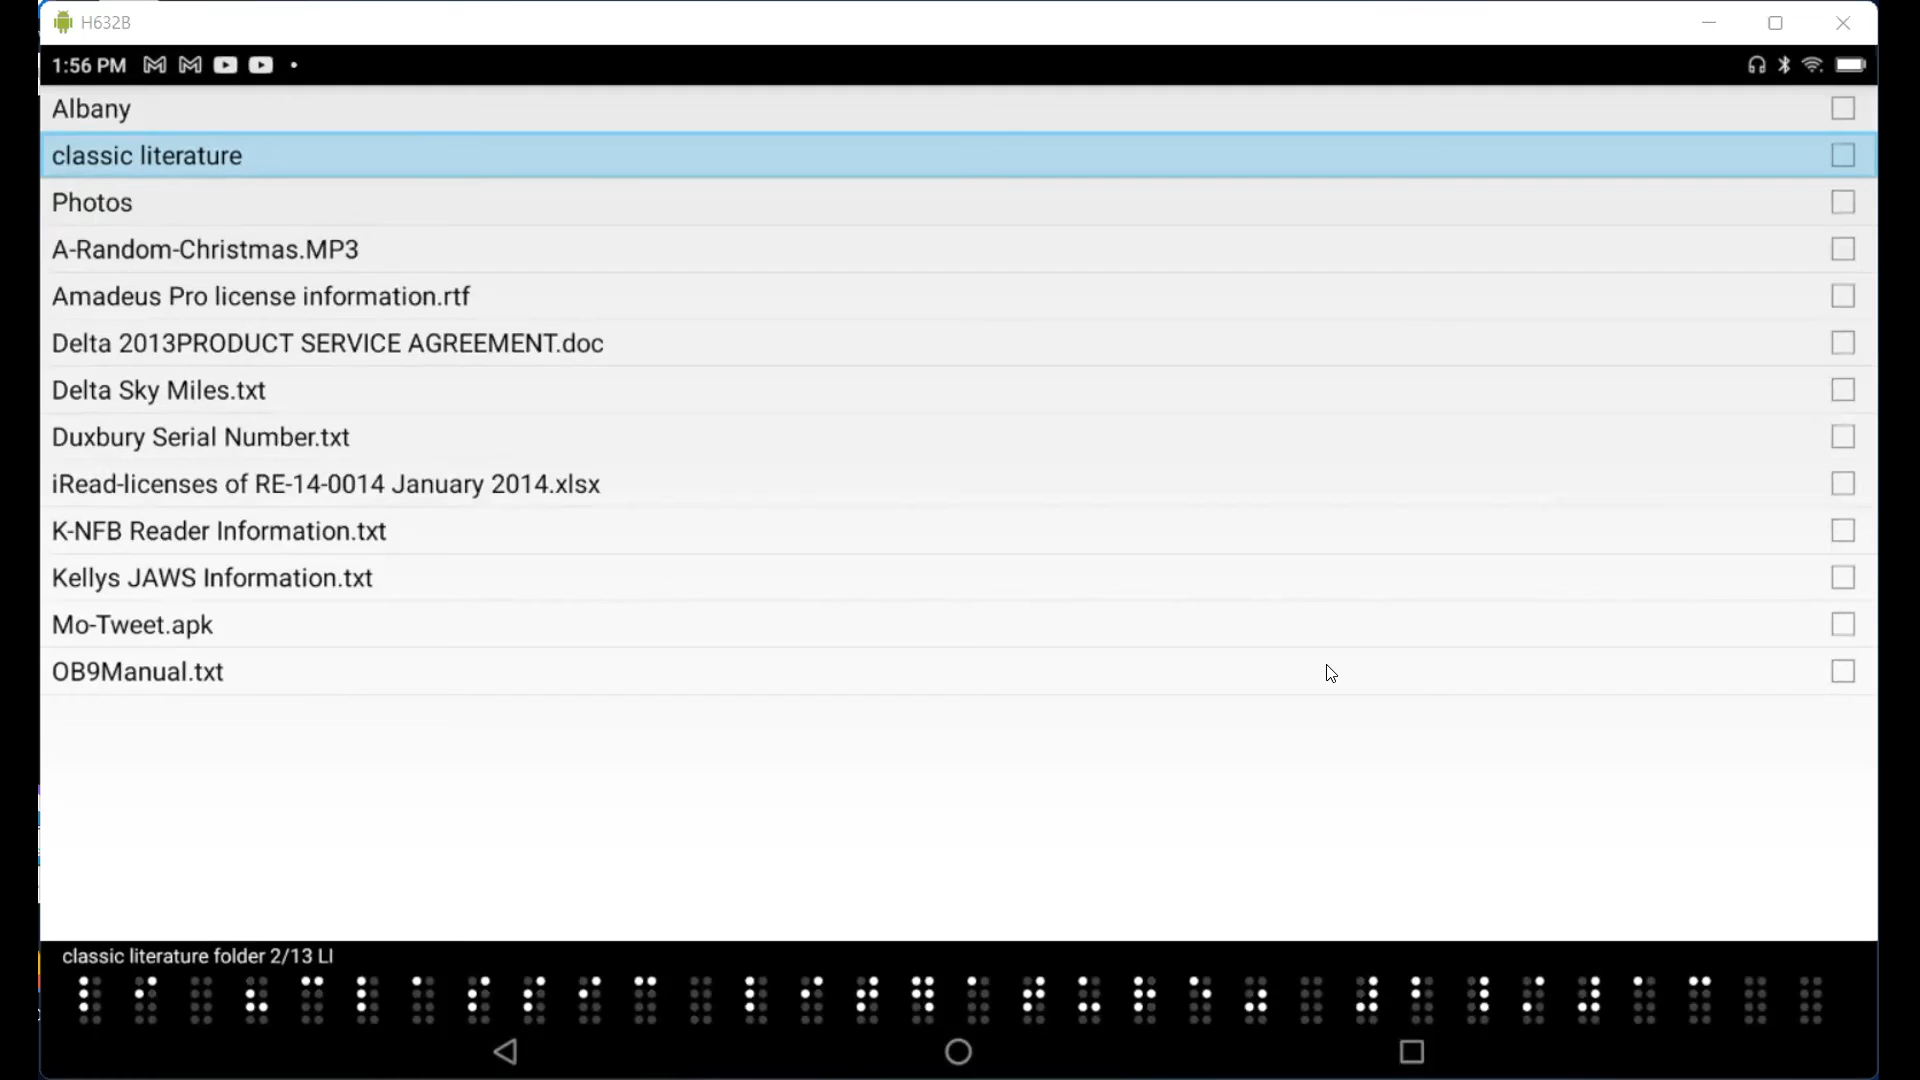 H632B
1:56 PM
Albany
classic literature
Photos
A-Random-Christmas.MP3
Amadeus Pro license information.rtf
Delta 2013PRODUCT SERVICE AGREEMENT.doc
Delta Sky Miles.txt
Duxbury Serial Number.txt
iRead-licenses of RE-14-0014 January 2014.xlsx
K-NFB Reader Information.txt
Kellys JAWS Information.txt
Mo-Tweet.apk
OB9Manual.txt
classic literature folder 2/13 LI